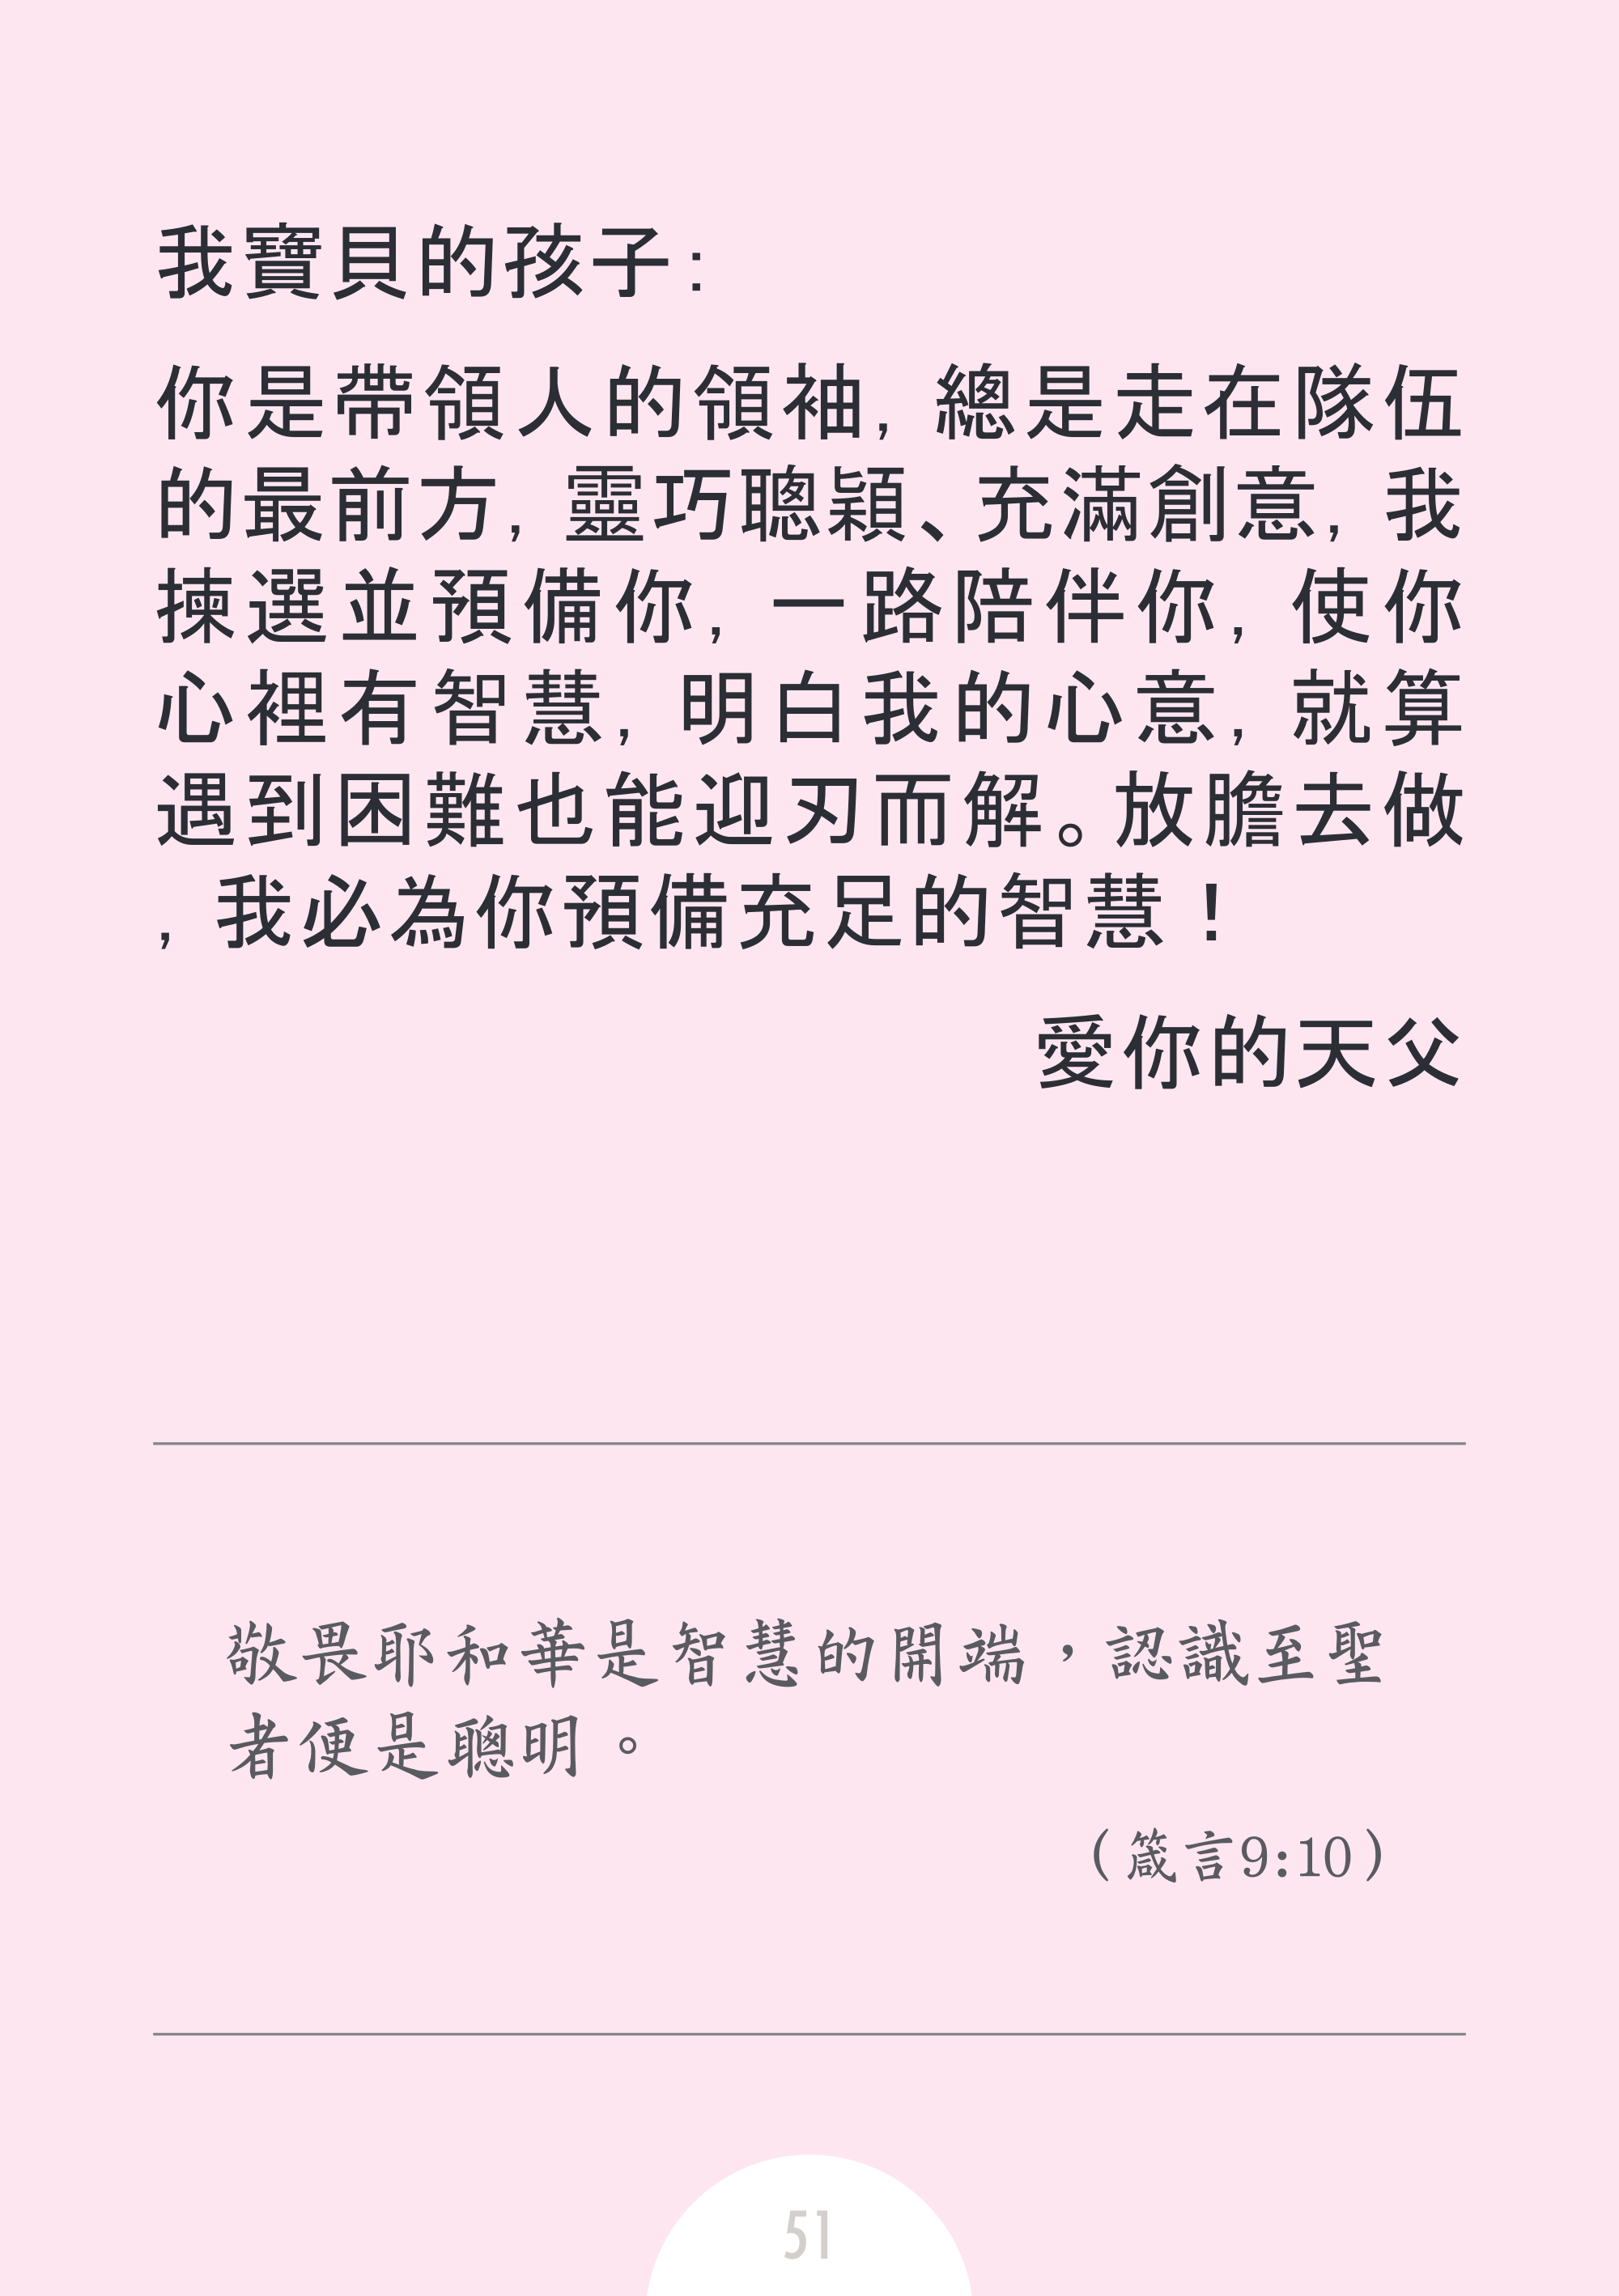 我寶貝的孩子：
你是帶領人的領袖，總是走在隊伍
的最前方，靈巧聰穎、充滿創意，我
揀選並預備你，一路陪伴你，使你
心裡有智慧，明白我的心意，就算
遇到困難也能迎刃而解。放膽去做
，我必為你預備充足的智慧！
愛你的天父
敬畏耶和華是智慧的開端，認識至聖
者便是聰明。
（箴言9:10）
51